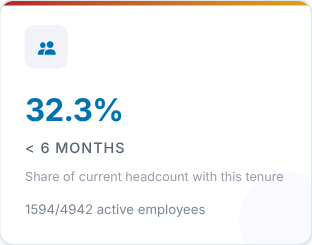 32.3%
< 6 MONTHS
Share of current headcount with this tenure
1594/4942 active employees